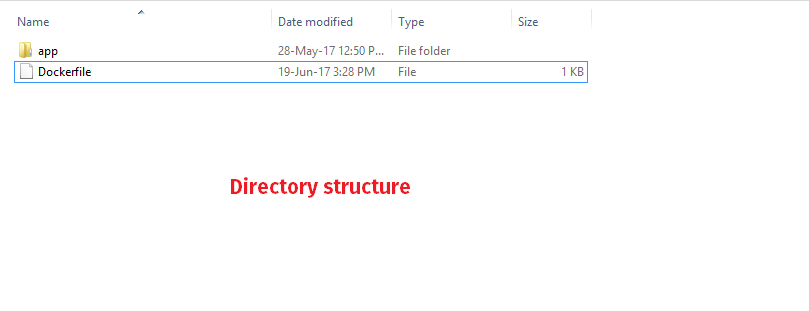 Name Date modified Type Size
app 28-May-17 12:50 P... File folder
Dockerfile 19-Jun-17 3:28 PM File 1 KB
Directory structure